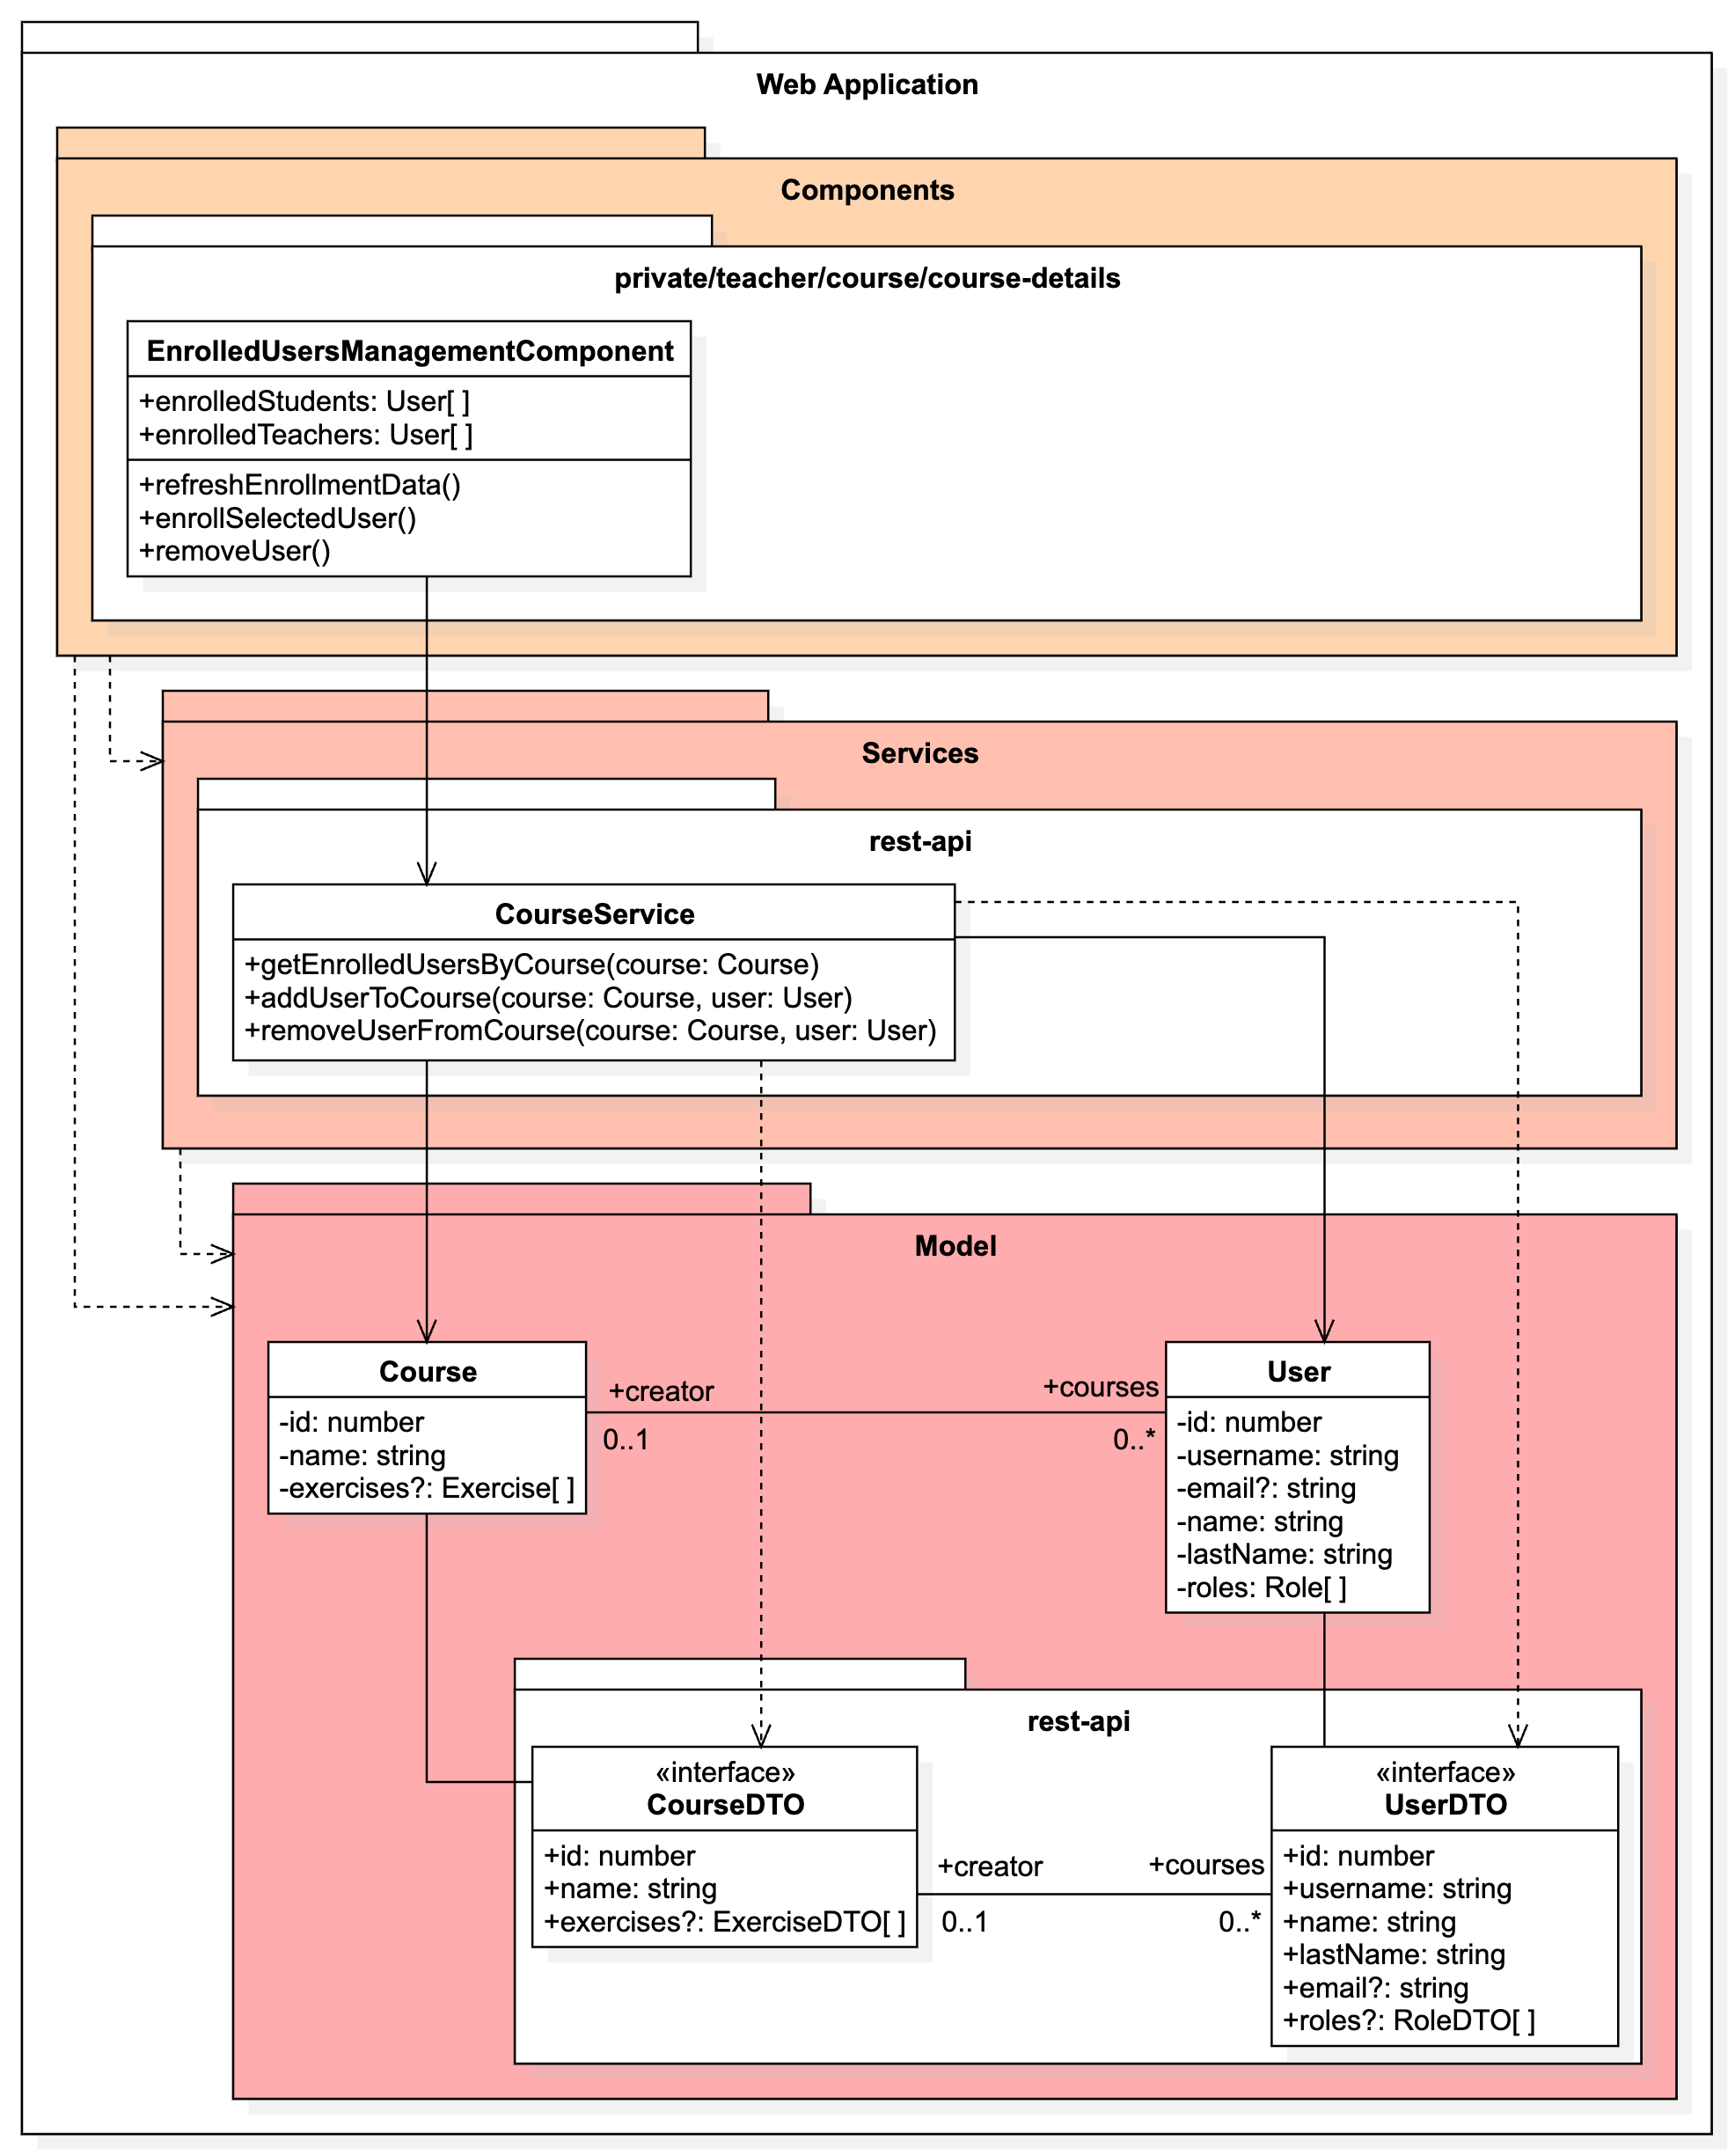 Web Application
Components
private/teacher/course/course-details
EnrolledUsersManagementComponent
+enrolledStudents: User[ ]
+enrolledTeachers: User[ ]
+refreshEnrollmentData()
+enrollSelectedUser()
+removeUser()
Services
rest-api
CourseService
+getEnrolledUsersByCourse(course: Course)
+addUserToCourse(course: Course, user: User)
+removeUserFromCourse(course: Course, user: User)
Model
Course
-id: number
-name: string
-exercises?: Exercise[ ]
+creator
0..1
+courses
0..*
User
-id: number
-username: string
-email?: string
-name: string
-lastName: string
-roles: Role[ ]
rest-api
«interface»
CourseDTO
+id: number
+name: string
+exercises?: ExerciseDTO[ ]
+creator
0..1
+courses
0..*
«interface»
UserDTO
+id: number
+username: string
+name: string
+lastName: string
+email?: string
+roles?: RoleDTO[ ]